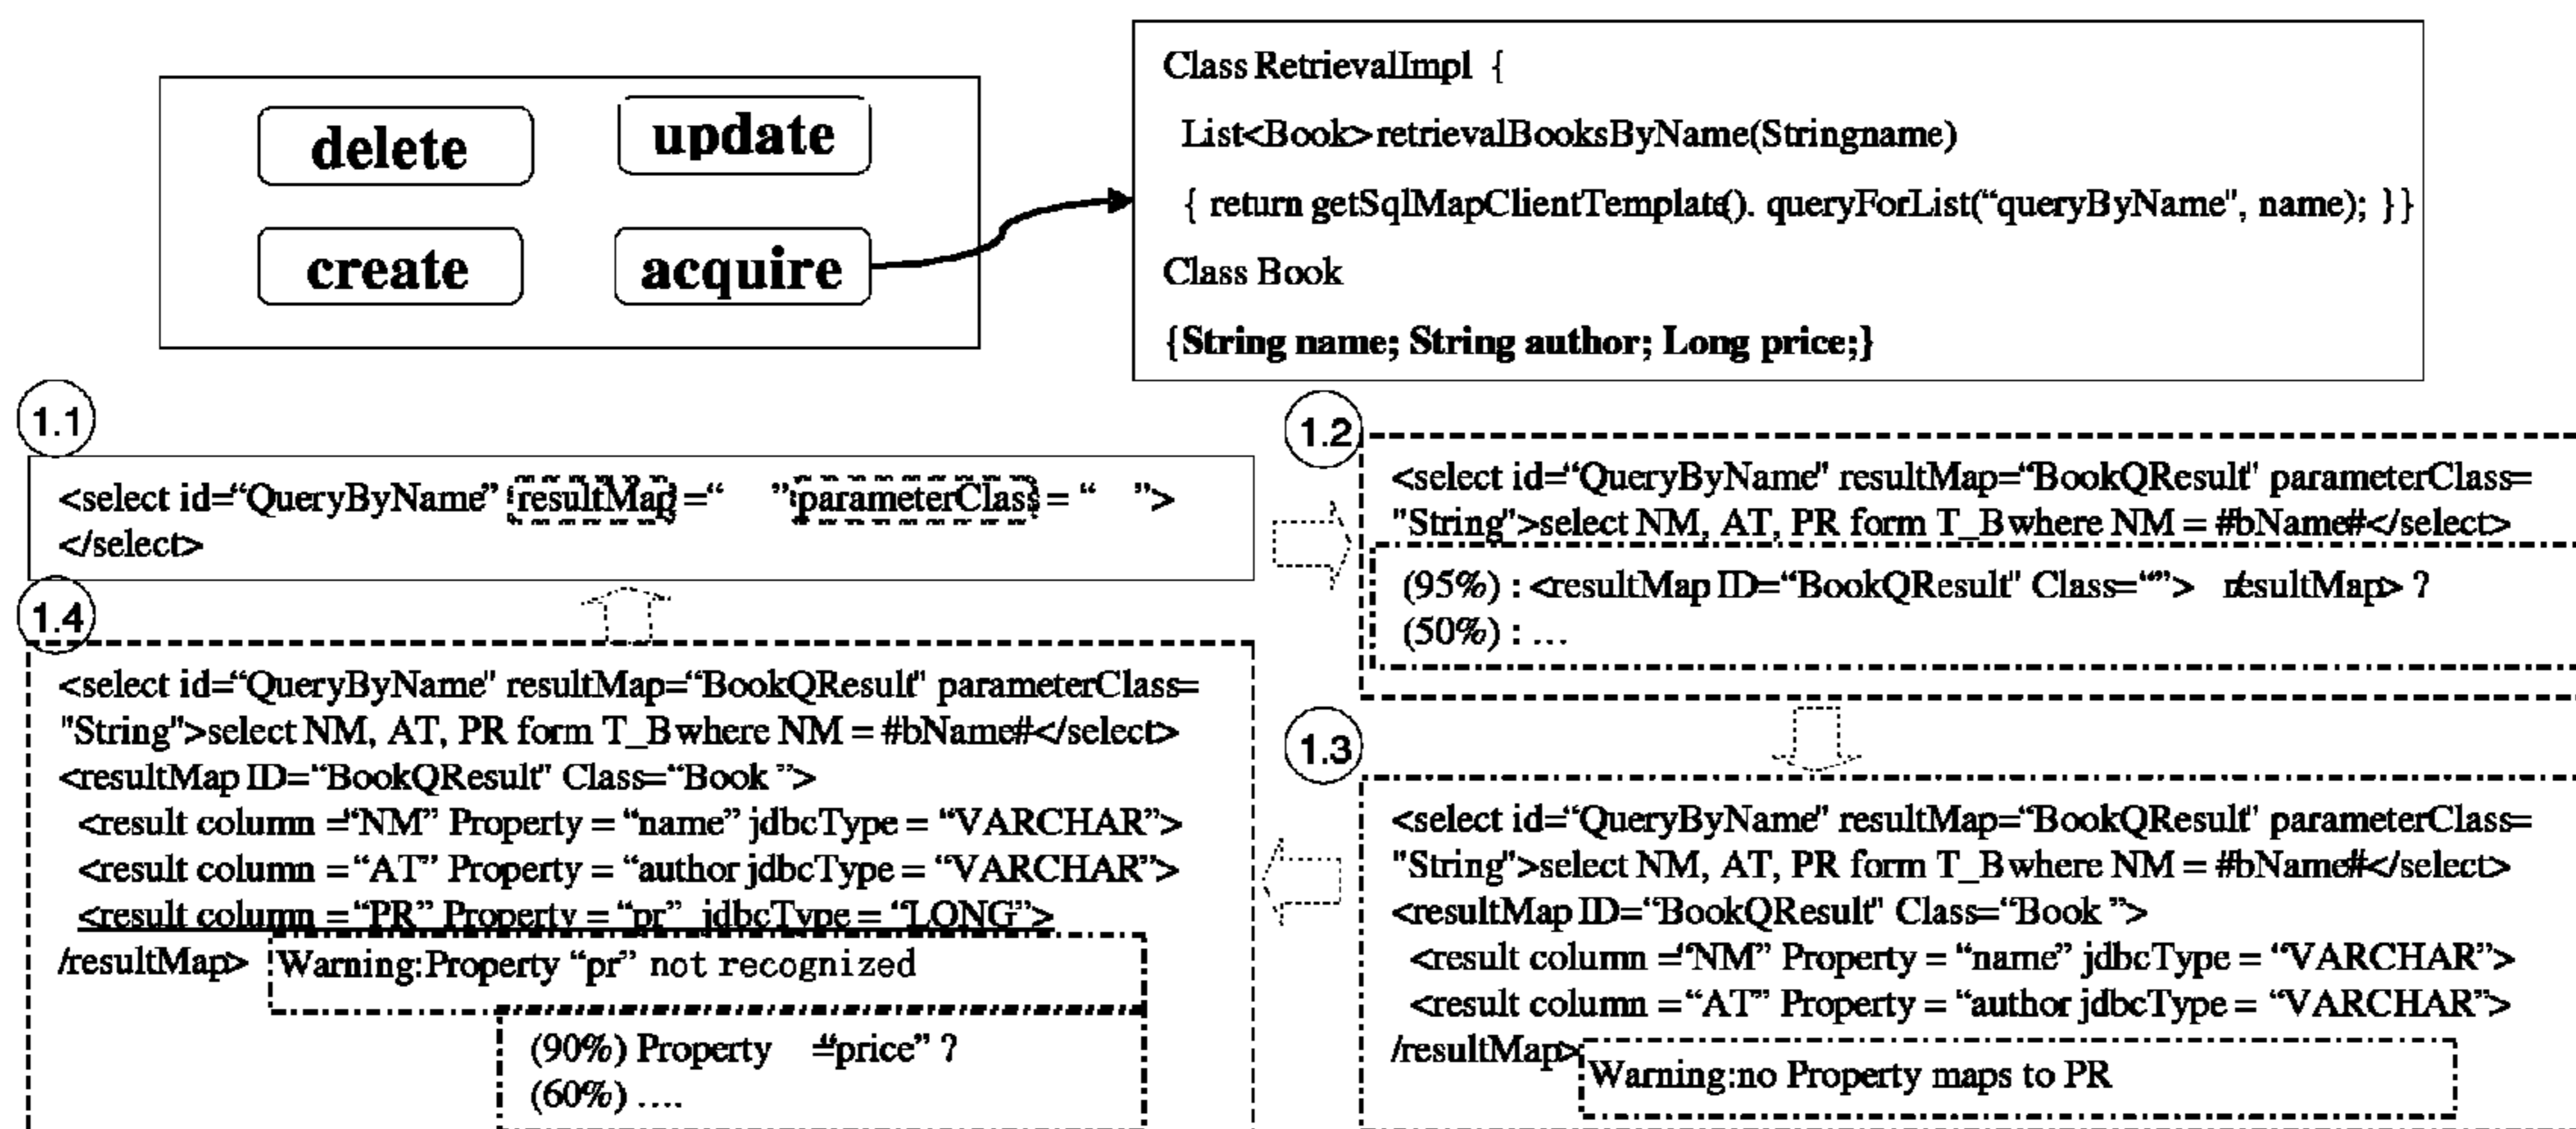 delete
update
create
acquire
Class RetrievalImpl {
List<Book>retrievalBooksByName(Stringname)
{ return getSqlMapClientTemplate(). queryForList(“queryByName", name); }}
Class Book
{String name; String author; Long price;}
1.1
<select id=“QueryByName” resultMap =“ ” parameterClass = “ ”>
</select>
1.2
<select id=“QueryByName" resultMap=“BookQResult" parameterClass=
"String">select NM, AT, PR form T_B where NM = #bName#</select>
(95%) : <resultMap ID=“BookQResult" Class=“”> resultMap> ?
(50%) : ...
1.3
<select id=“QueryByName" resultMap=“BookQResult" parameterClass=
"String">select NM, AT, PR form T_B where NM = #bName#</select>
<resultMap ID=“BookQResult" Class=“Book ”>
<result column =“NM” Property = “name” jdbcType = “VARCHAR”>
<result column =“AT” Property = “author jdbcType = “VARCHAR”>
/resultMap>
Warning:no Property maps to PR
1.4
<select id=“QueryByName" resultMap=“BookQResult" parameterClass=
"String">select NM, AT, PR form T_B where NM = #bName#</select>
<resultMap ID=“BookQResult" Class=“Book ”>
<result column =“NM” Property = “name” jdbcType = “VARCHAR”>
<result column =“AT” Property = “author jdbcType = “VARCHAR”>
<result column =“PR” Property = “pr” jdbcType = “LONG”>
/resultMap>
Warning:Property “pr” not recognized
(90%) Property =“price” ?
(60%) ....